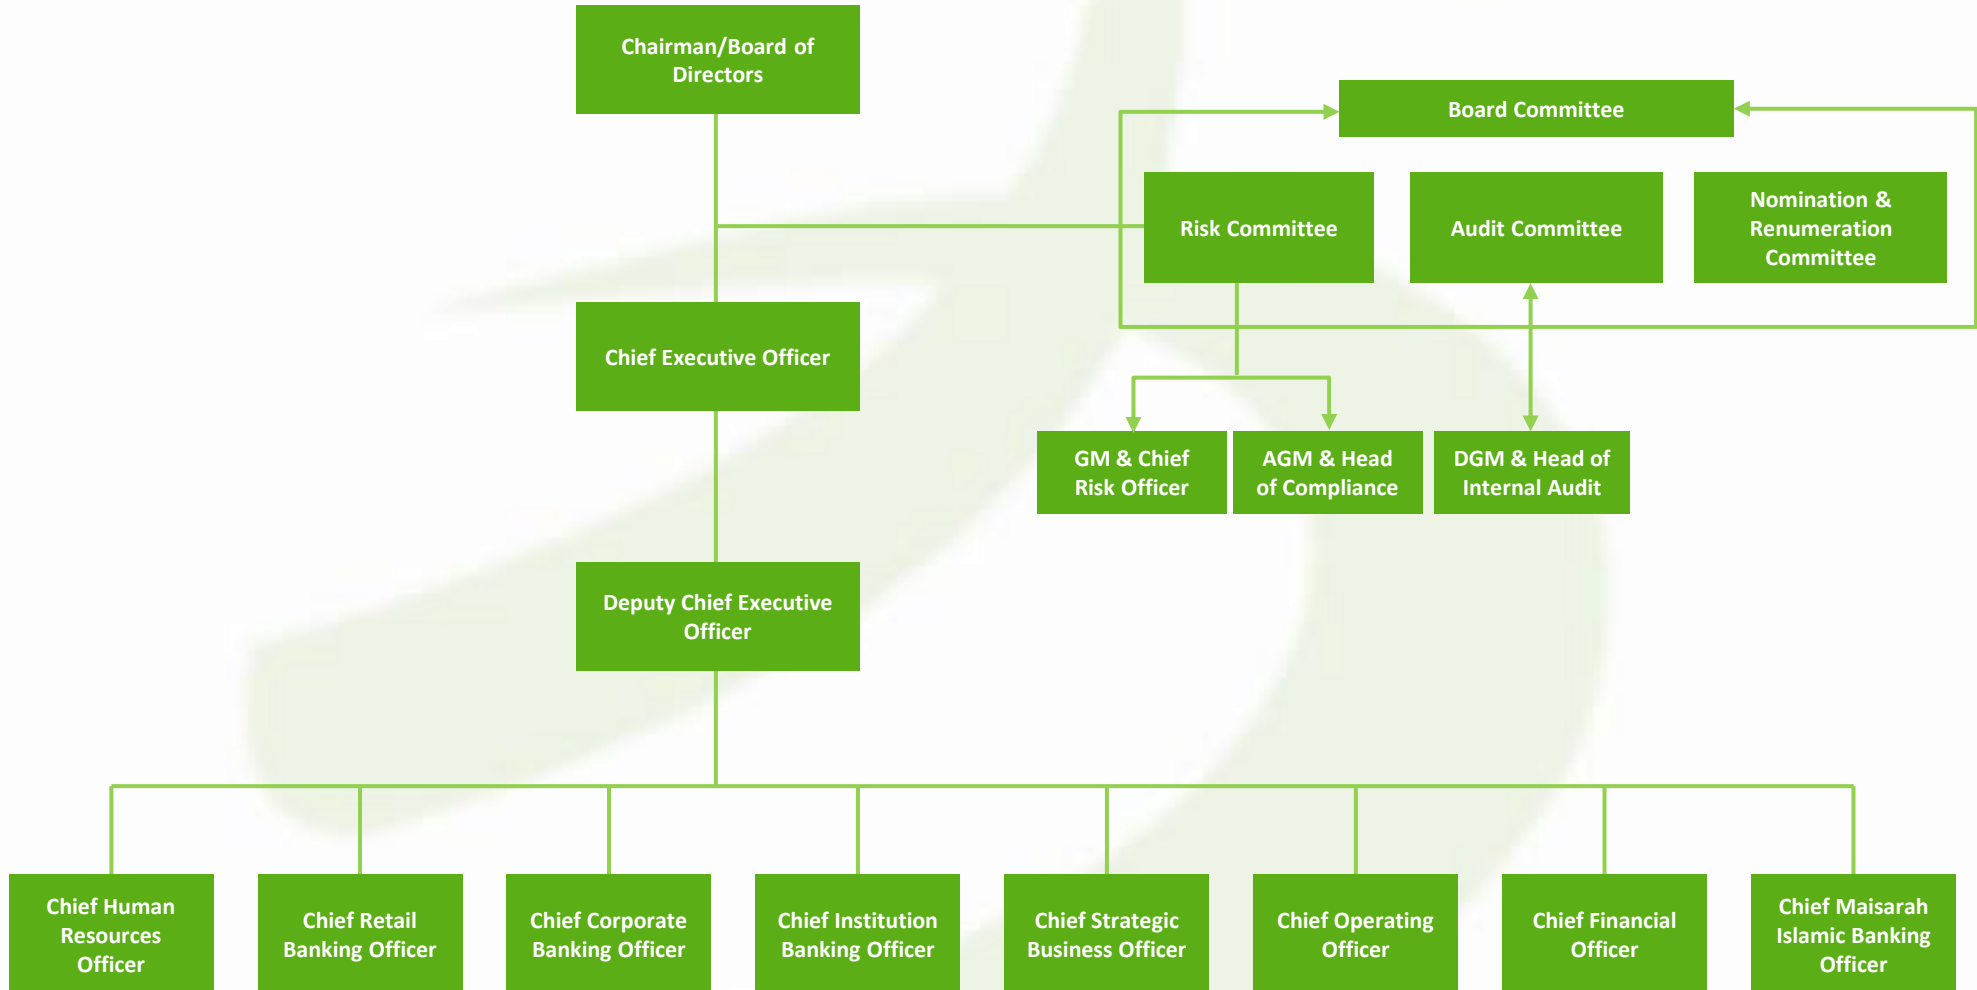 Chairman/Board of
Directors
Board Committee
Risk Committee
Audit Committee
Nomination &
Renumeration
Committee
Chief Executive Officer
GM & Chief
Risk Officer
AGM & Head
of Compliance
DGM & Head of
Internal Audit
Deputy Chief Executive
Officer
Chief Human
Resources
Officer
Chief Retail
Banking Officer
Chief Corporate
Banking Officer
Chief Institution
Banking Officer
Chief Strategic
Business Officer
Chief Operating
Officer
Chief Financial
Officer
Chief Maisarah
Islamic Banking
Officer